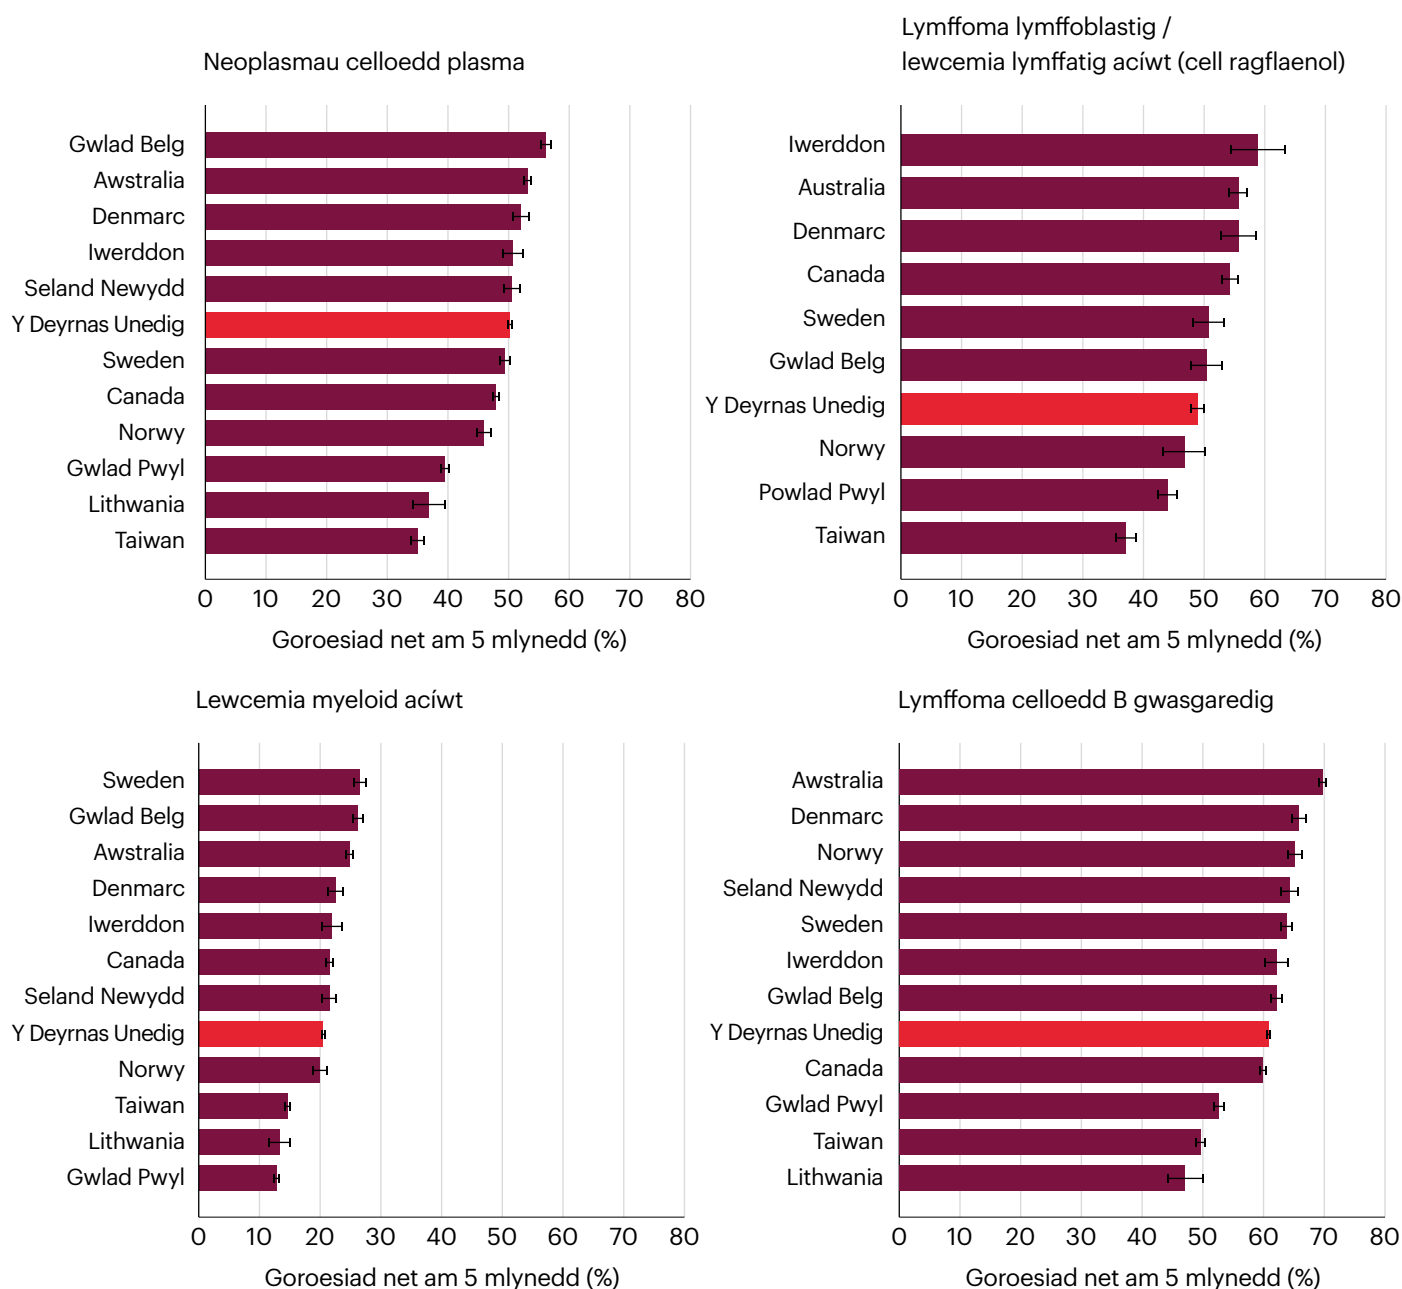 Neoplasmau celloedd plasma
Gwlad Belg
Awstralia
Denmarc
Iwerddon
Seland Newydd
Y Deyrnas Unedig
Sweden
Canada
Norwy
Gwlad Pwyl
Lithwania
Taiwan
0 10 20 30 40 50 60 70 80
Goroesiad net am 5 mlynedd (%)
Lymffoma lymffoblastig /
lewcemia lymffatig acíwt (cell ragflaenol)
Iwerddon
Australia
Denmarc
Canada
Sweden
Gwlad Belg
Y Deyrnas Unedig
Norwy
Powlad Pwyl
Taiwan
0 10 20 30 40 50 60 70 80
Goroesiad net am 5 mlynedd (%)
Lewcemia myeloid acíwt
Sweden
Gwlad Belg
Awstralia
Denmarc
Iwerddon
Canada
Seland Newydd
Y Deyrnas Unedig
Norwy
Taiwan
Lithwania
Gwlad Pwyl
0 10 20 30 40 50 60 70 80
Goroesiad net am 5 mlynedd (%)
Lymffoma celloedd B gwasgaredig
Awstralia
Denmarc
Norwy
Seland Newydd
Sweden
Iwerddon
Gwlad Belg
Y Deyrnas Unedig
Canada
Gwlad Pwyl
Taiwan
Lithwania
0 10 20 30 40 50 60 70 80
Goroesiad net am 5 mlynedd (%)